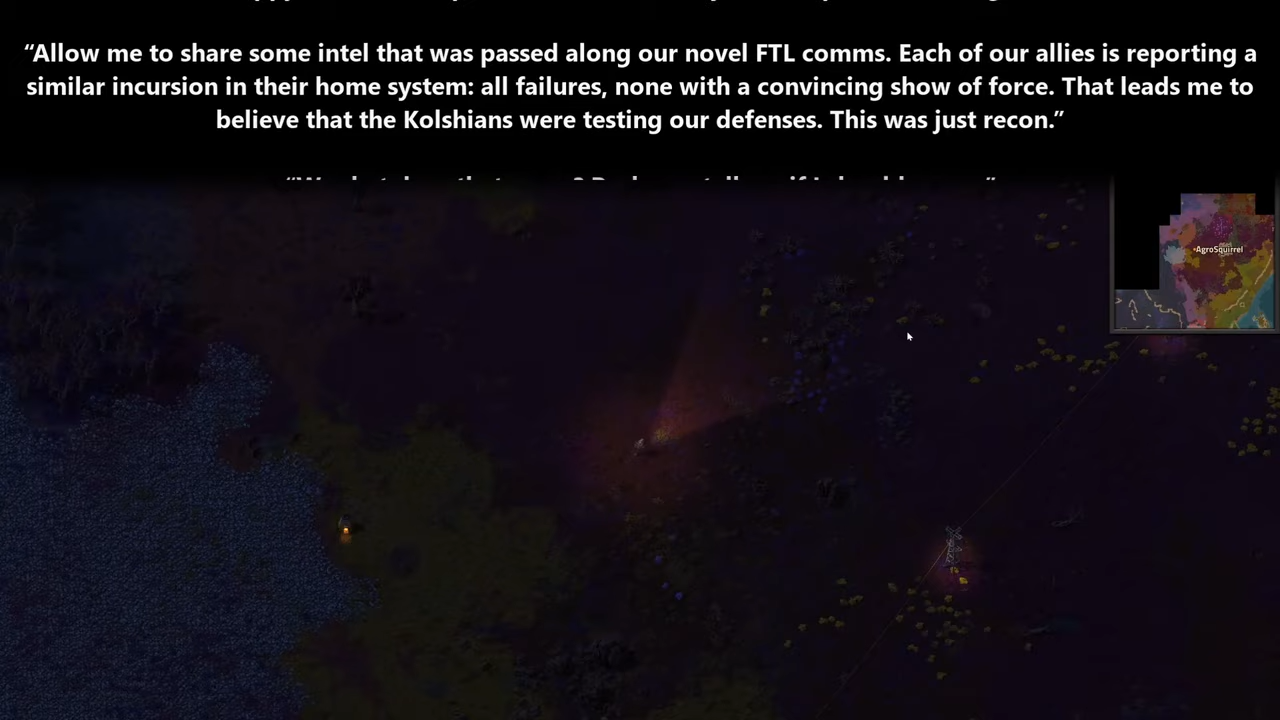 “Allow me to share some intel that was passed along our novel FTL comms. Each of our allies is reporting a
similar incursion in their home system: all failures, none with a convincing show of force. That leads me to
believe that the Kolshians were testing our defenses. This was just recon.”
AgroSquirrel